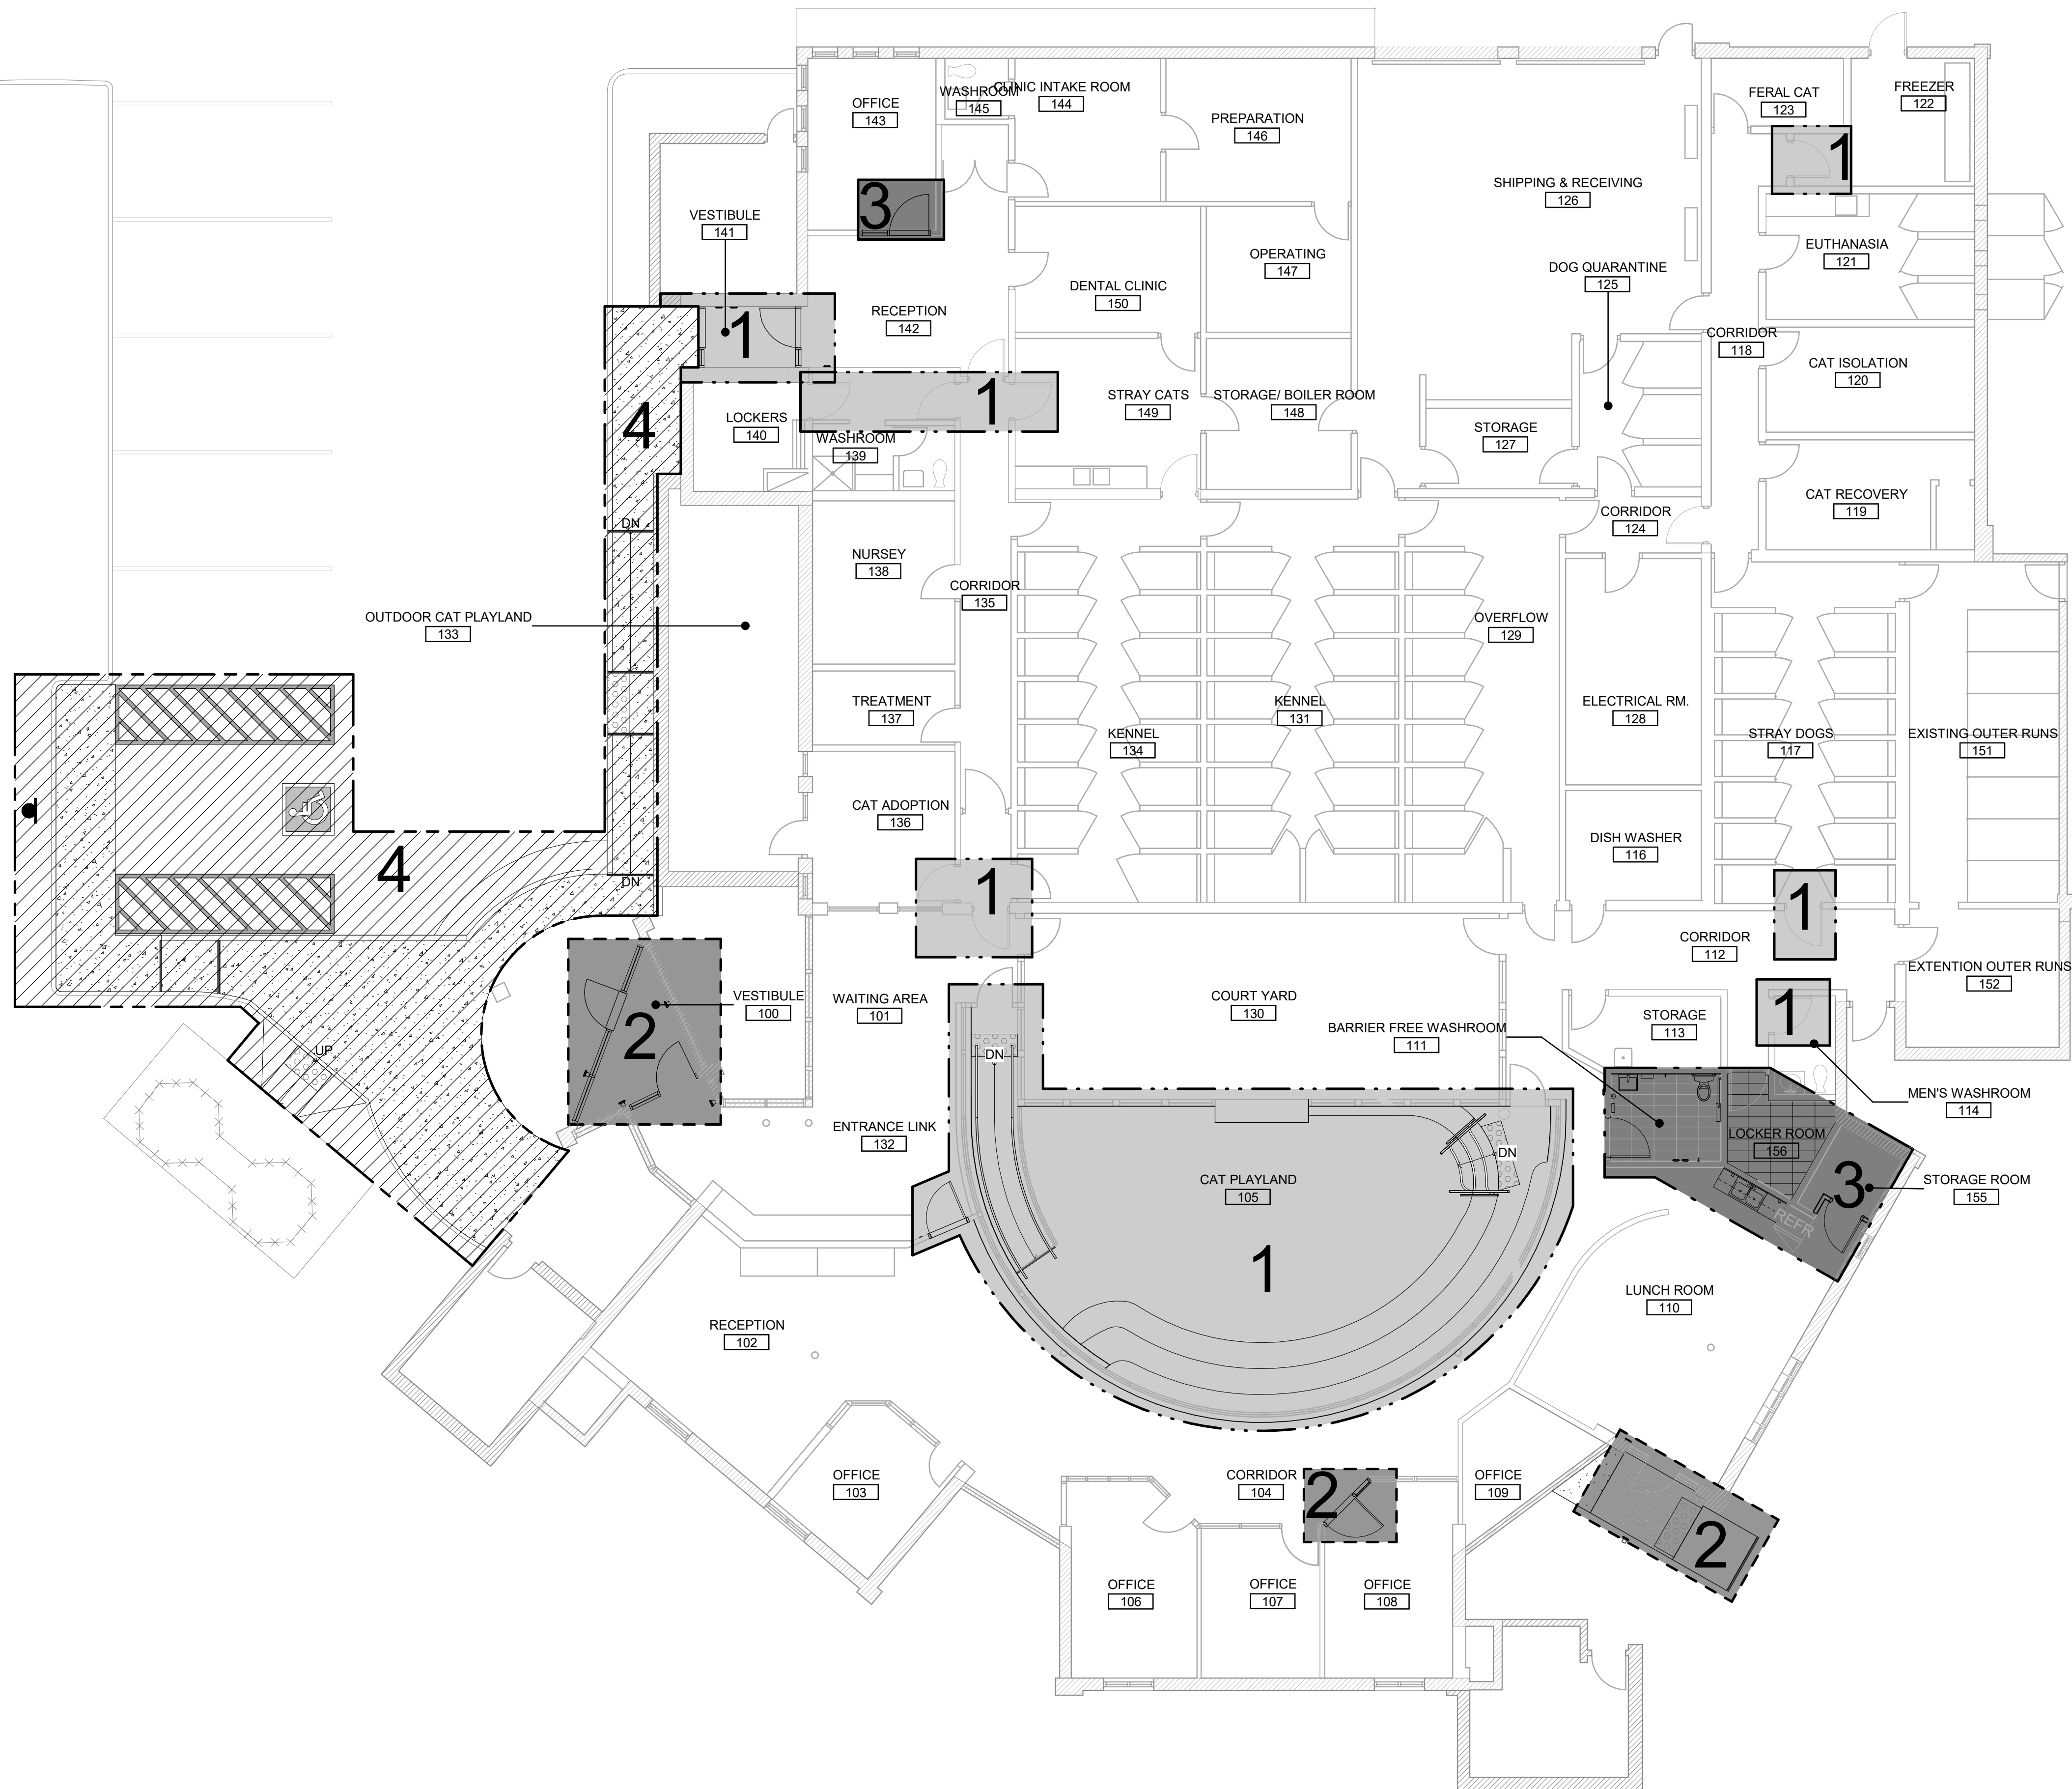 OFFICE
143
WASHROOM
145
CLINIC INTAKE ROOM
144
PREPARATION
146
FERAL CAT
123
FREEZER
122
1
SHIPPING & RECEIVING
126
3
VESTIBULE
141
EUTHANASIA
121
OPERATING
147
DOG QUARANTINE
125
DENTAL CLINIC
150
RECEPTION
142
1
CORRIDOR
118
CAT ISOLATION
120
1
STRAY CATS
149
STORAGE/ BOILER ROOM
148
4
LOCKERS
140
WASHROOM
139
STORAGE
127
CAT RECOVERY
119
CORRIDOR
124
DN
NURSEY
138
CORRIDOR
135
OUTDOOR CAT PLAYLAND
133
OVERFLOW
129
TREATMENT
137
KENNEL
134
KENNEL
131
ELECTRICAL RM.
128
STRAY DOGS
117
EXISTING OUTER RUNS
151
CAT ADOPTION
136
DISH WASHER
116
4
DN
1
1
CORRIDOR
112
EXTENTION OUTER RUNS
152
VESTIBULE
100
WAITING AREA
101
COURT YARD
130
2
BARRIER FREE WASHROOM
111
STORAGE
113
1
UP
DN
MEN'S WASHROOM
114
ENTRANCE LINK
132
LOCKER ROOM
156
DN
CAT PLAYLAND
105
3
STORAGE ROOM
155
REFR
1
LUNCH ROOM
110
RECEPTION
102
OFFICE
103
CORRIDOR
104
2
OFFICE
109
2
OFFICE
106
OFFICE
107
OFFICE
108